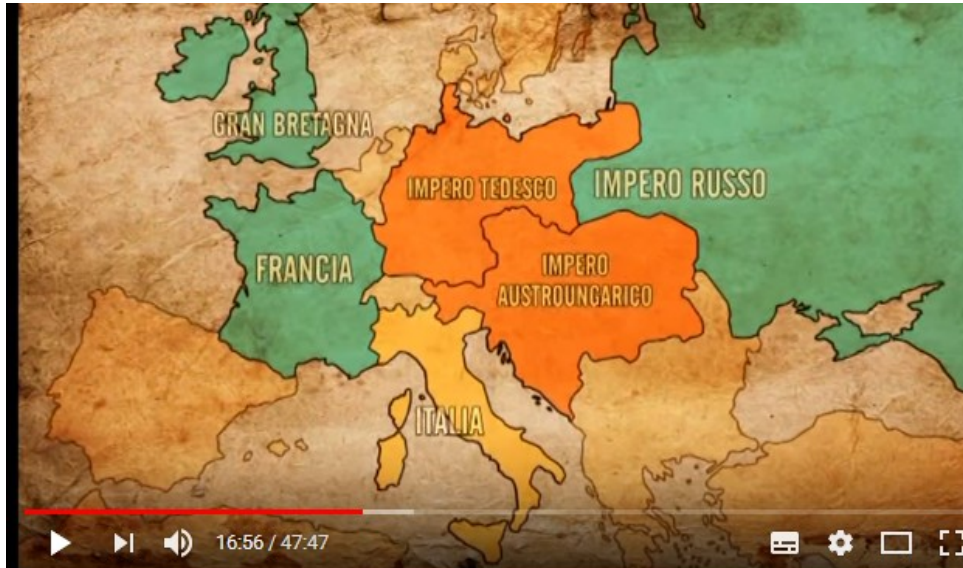 GRAN BRETAGNA
IMPERO TEDESCO
IMPERO RUSSO
FRANCIA
IMPERO
AUSTROUNGARICO
ITALIA
16:56 / 47:47